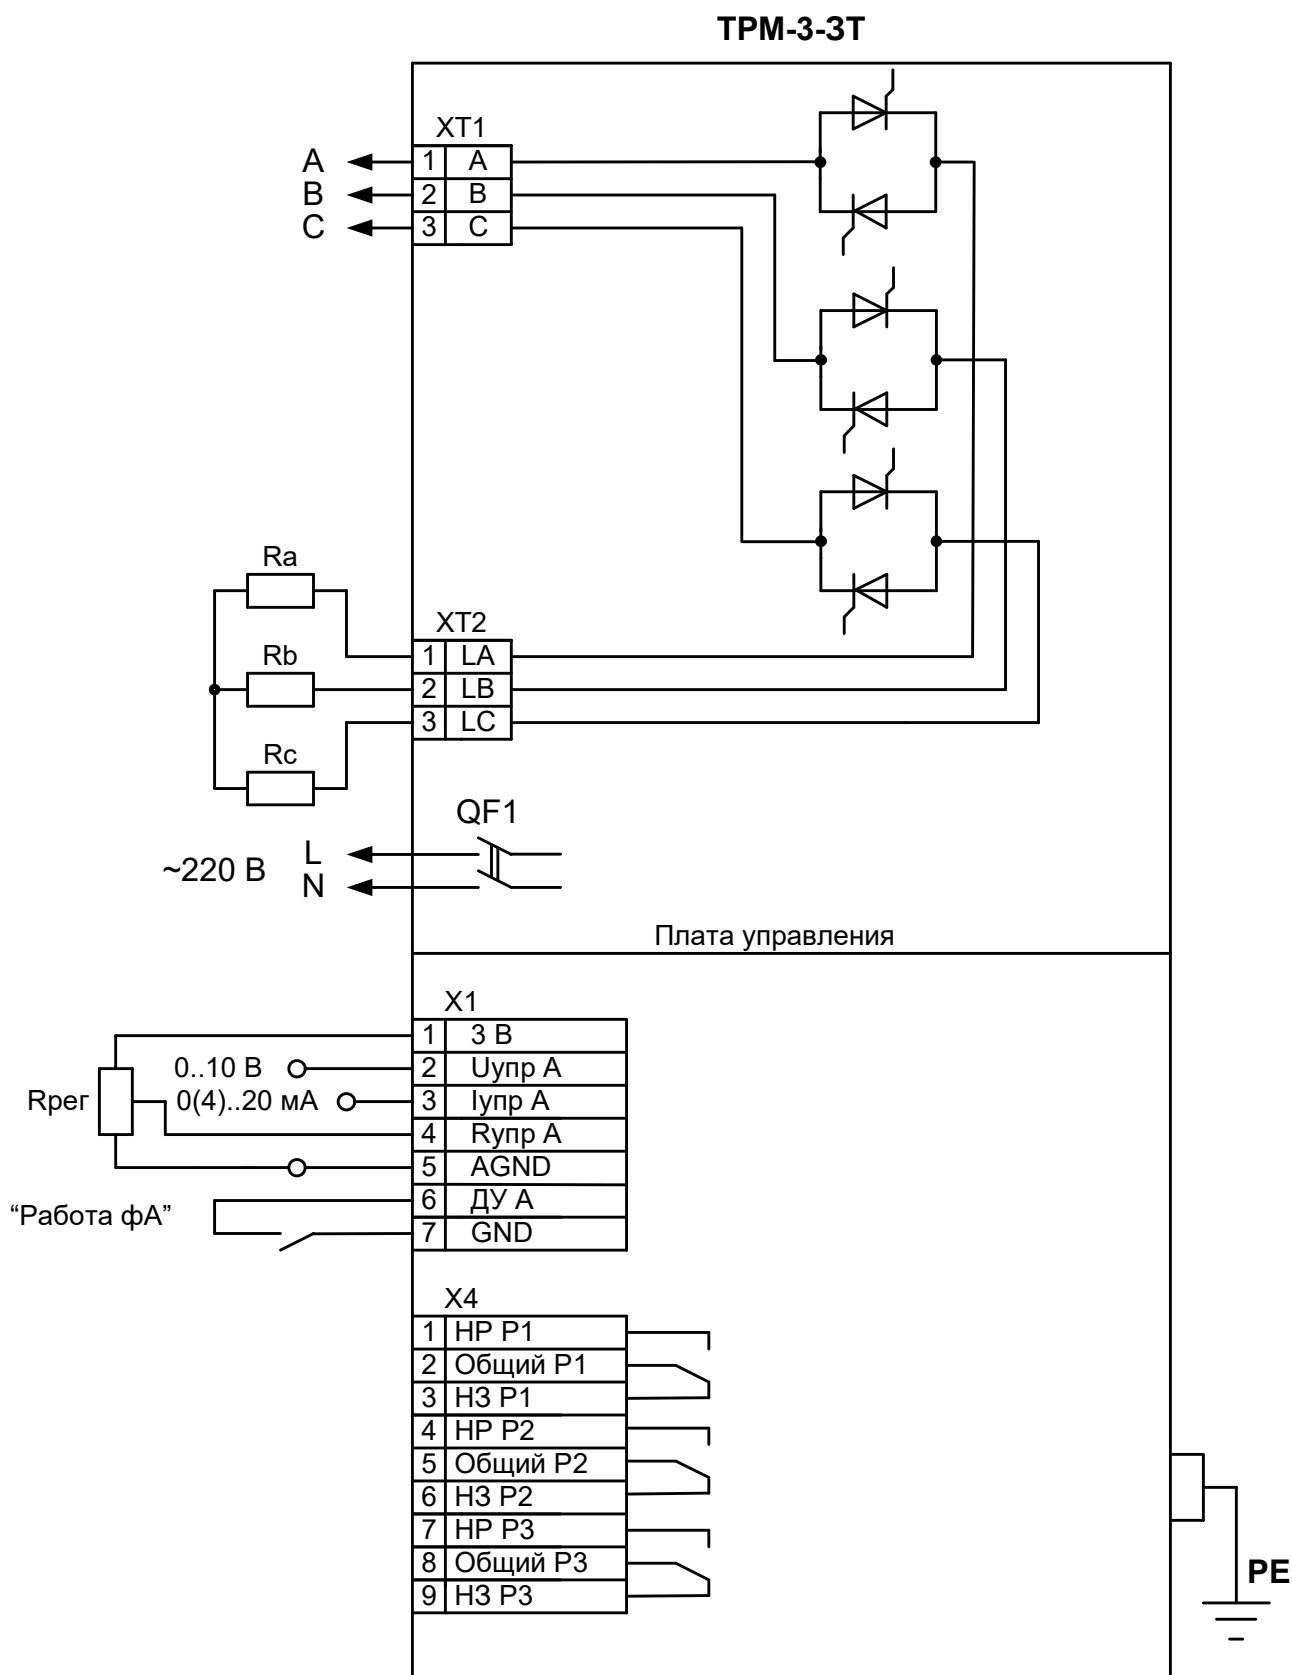 ТРМ-3-3Т
XT1
A 1 A
B 2 B
C 3 C
Ra
XT2
1 LA
Rb
2 LB
3 LC
Rc
QF1
~220 В
L
N
Плата управления
X1
1 3 В
0..10 В 2 Uупр А
Rрег 0(4)..20 мА 3 Iупр А
4 Rупр А
5 AGND
6 ДУ А
“Работа фА”
7 GND
X4
1 НР Р1
2 Общий Р1
3 НЗ Р1
4 НР Р2
5 Общий Р2
6 НЗ Р2
7 НР Р3
8 Общий Р3
9 НЗ Р3
PE